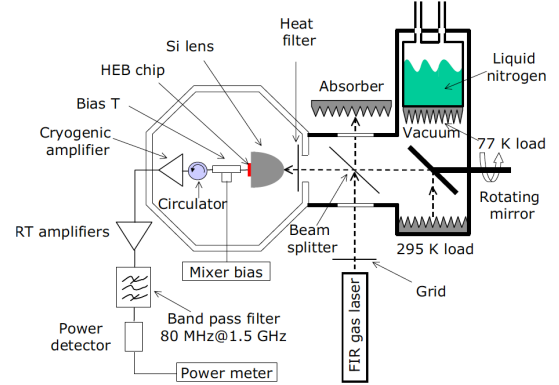 Heat
filter
Si lens
HEB chip
Bias T
Cryogenic
amplifier
Circulator
RT amplifiers
Mixer bias
Band pass filter
80 MHz@1.5 GHz
Power
detector
Power meter
Absorber
Beam
splitter
FIR gas laser
Grid
Liquid
nitrogen
Vacuum
77 K load
Rotating
mirror
295 K load